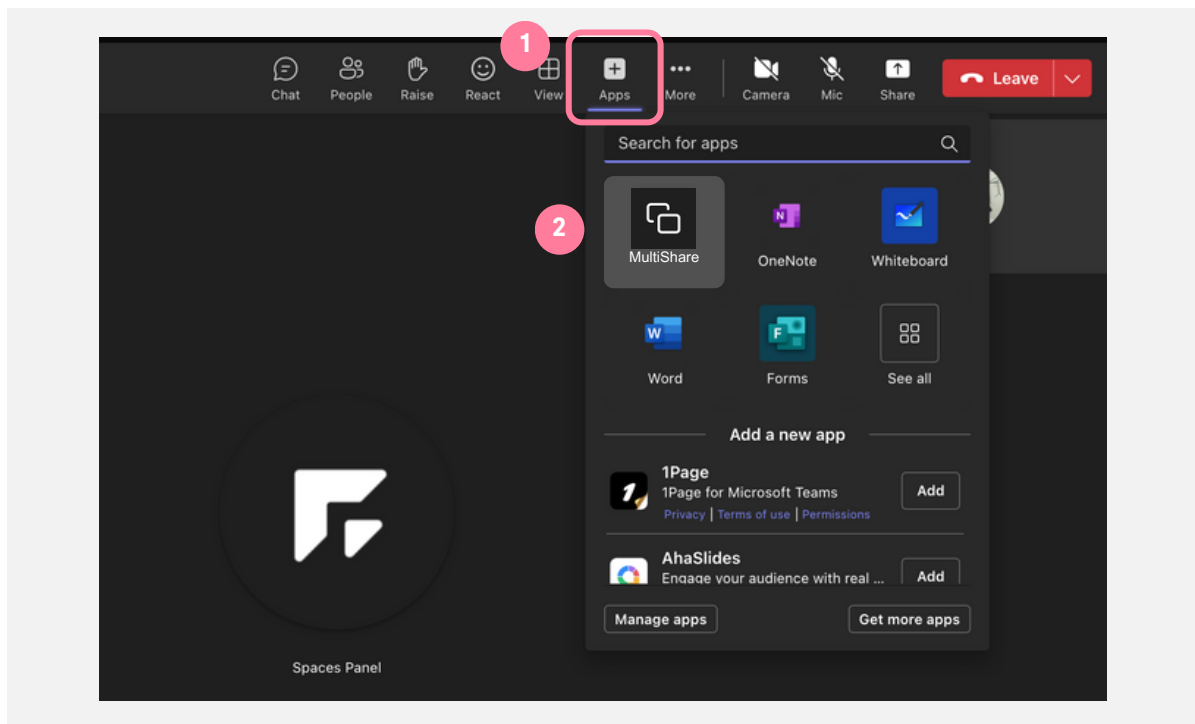 1
Chat People Raise React View Apps More Camera Mic Share Leave
Search for apps
2
MultiShare OneNote Whiteboard
Word Forms See all
Add a new app
1Page
1Page for Microsoft Teams
Add
Privacy | Terms of use | Permissions
AhaSlides
Engage your audience with real ...
Add
Manage apps Get more apps
Spaces Panel